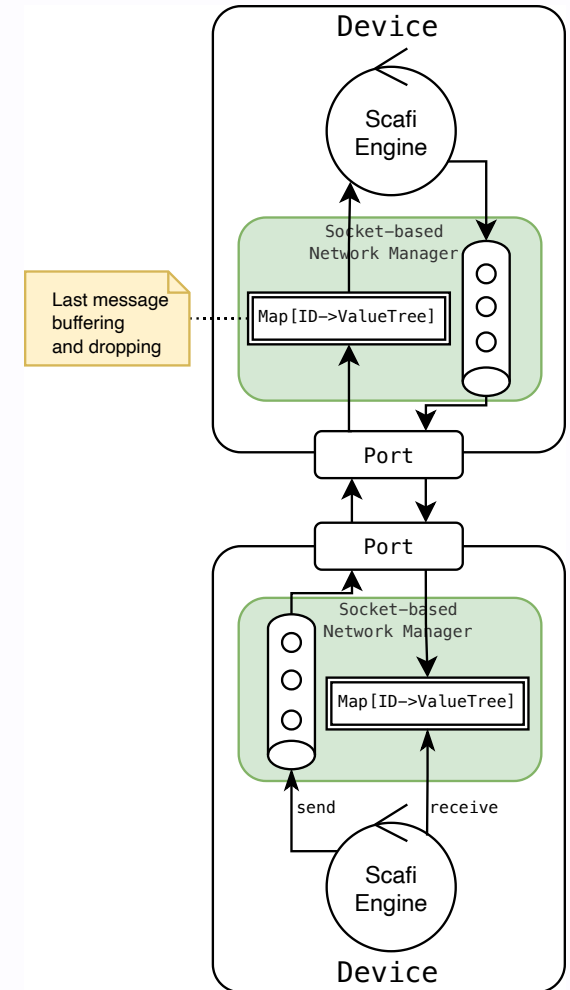 Device
Scafi
Engine
Socket-based
Network Manager
Last message
buffering
and dropping
Map[ID->ValueTree]
Port
Port
Socket-based
Network Manager
Map[ID->ValueTree]
send
receive
Scafi
Engine
Device